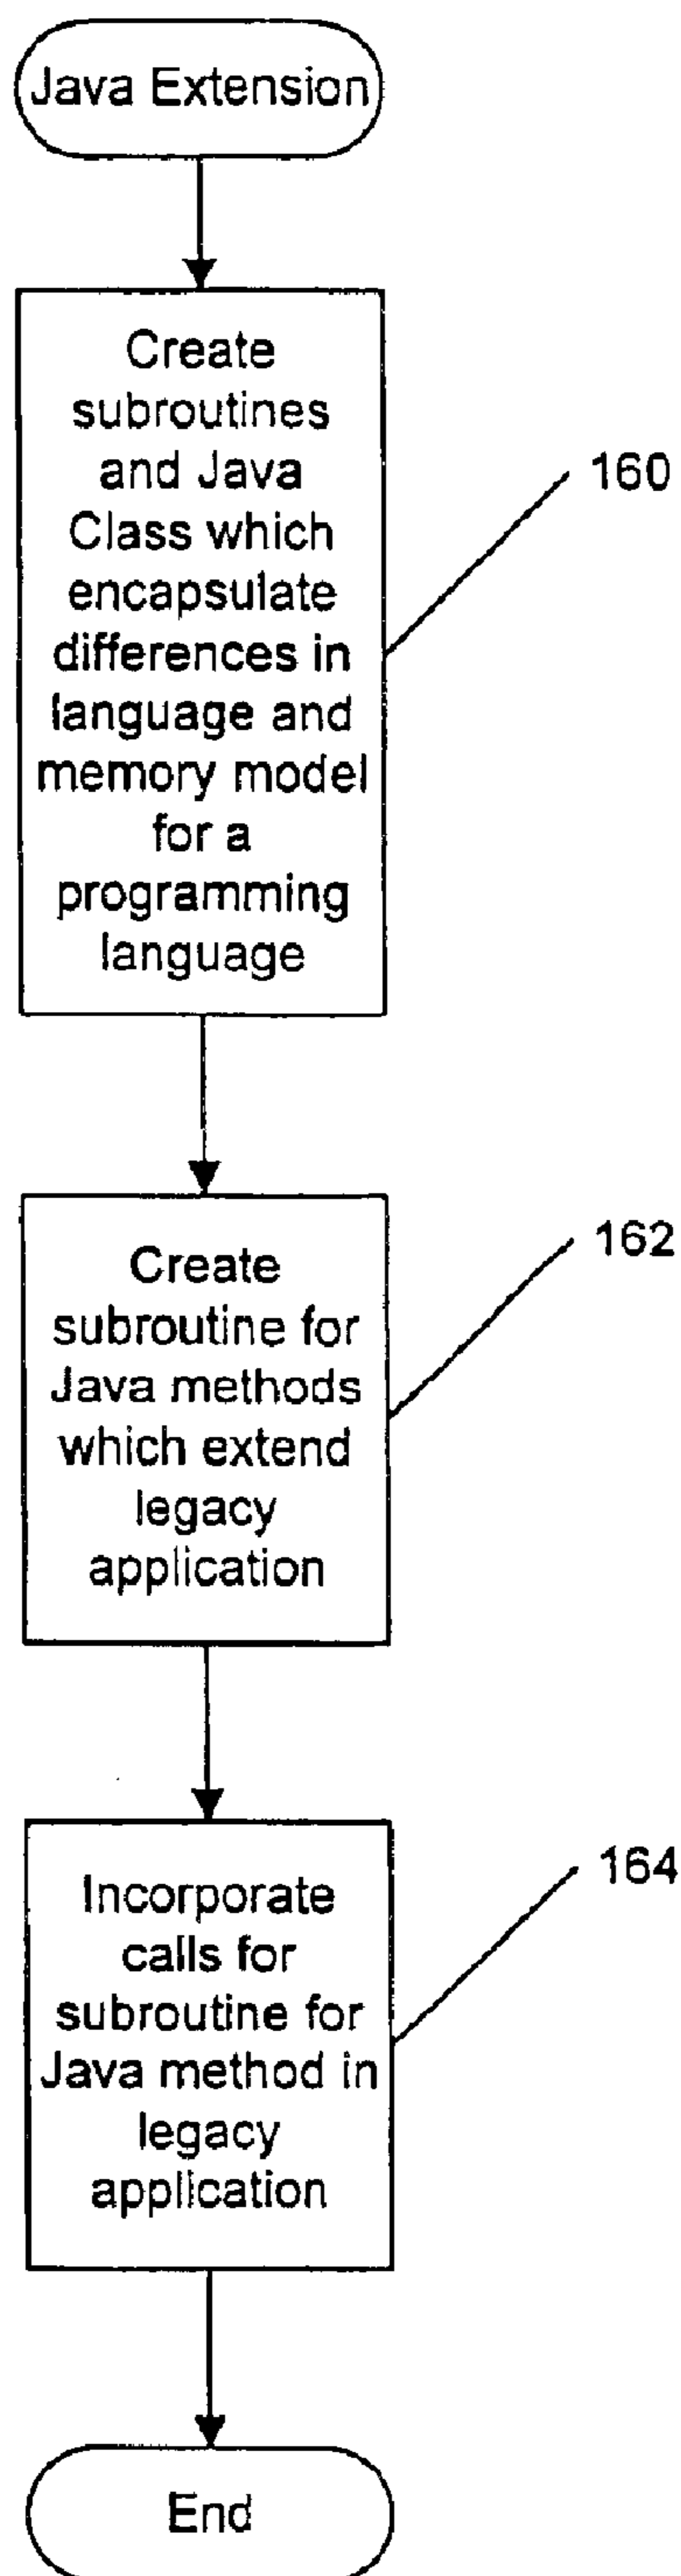 Java Extension
Create
subroutines
and Java
Class which
encapsulate
differences in
language and
memory model
for a
programming
language
160
Create
subroutine for
Java methods
which extend
legacy
application
162
Incorporate
calls for
subroutine for
Java method in
legacy
application
164
End